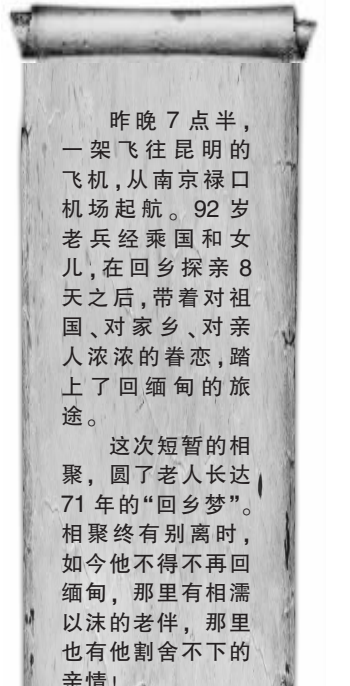 昨晚 7 点半，
一架飞往昆明的
飞机，从南京禄口
机场起航。92 岁
老兵经乘国和女
儿，在回乡探亲 8
天之后，带着对祖
国、对家乡、对亲
人浓浓的眷恋，踏
上了回缅甸的旅
途。
这次短暂的相
聚，圆了老人长达
71 年的“回乡梦”。
相聚终有别离时，
如今他不得不再回
缅甸，那里有相濡
以沫的老伴，那里
也有他割舍不下的
亲情！